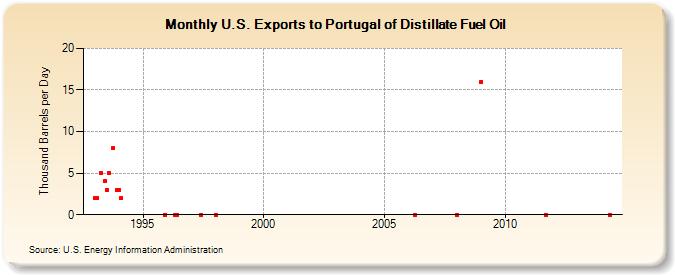 Monthly U.S. Exports to Portugal of Distillate Fuel Oil
Thousand Barrels per Day
20
15
10
5
0
1995 2000 2005 2010
Source: U.S. Energy Information Administration